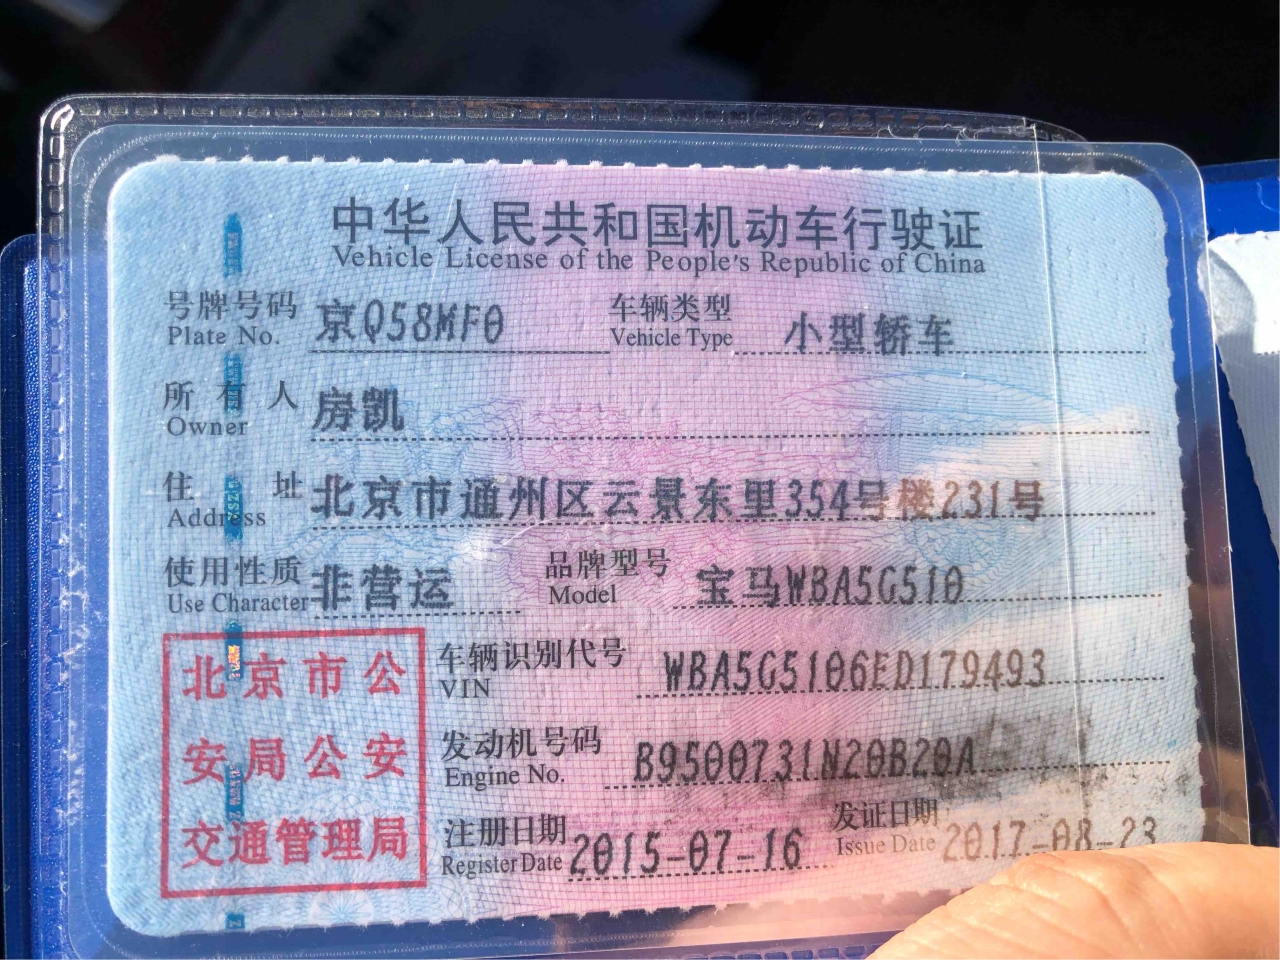 中华人民共和国机动车行驶证
Vehicle License of the People's Republic of China
号牌号码 京Q58MF0 车辆类型 小型轿车
Plate No. Vehicle Type
所有人 房凯
Owner
住址 北京市通州区云景东里354号楼231号
Address
使用性质 非营运 品牌型号 宝马WBA5G510
Use Character Model
北京市公
安局公安
交通管理局
车辆识别代号 WBA5G5106ED179493
VIN
发动机号码 B9500731N20B20A
Engine No.
注册日期 2015-07-16 发证日期 2017-08-23
Register Date Issue Date